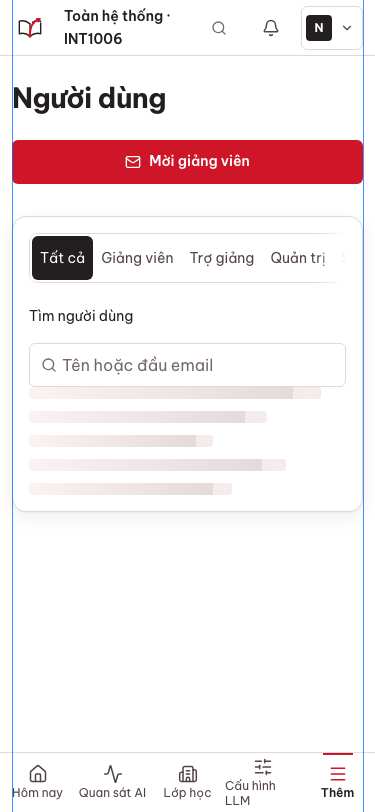 Toàn hệ thống ·
INT1006
N
Người dùng
Mời giảng viên
Tất cả
Giảng viên
Trợ giảng
Quản trị
Tìm người dùng
Tên hoặc đầu email
Hôm nay
Quan sát AI
Lớp học
Cấu hình
LLM
Thêm